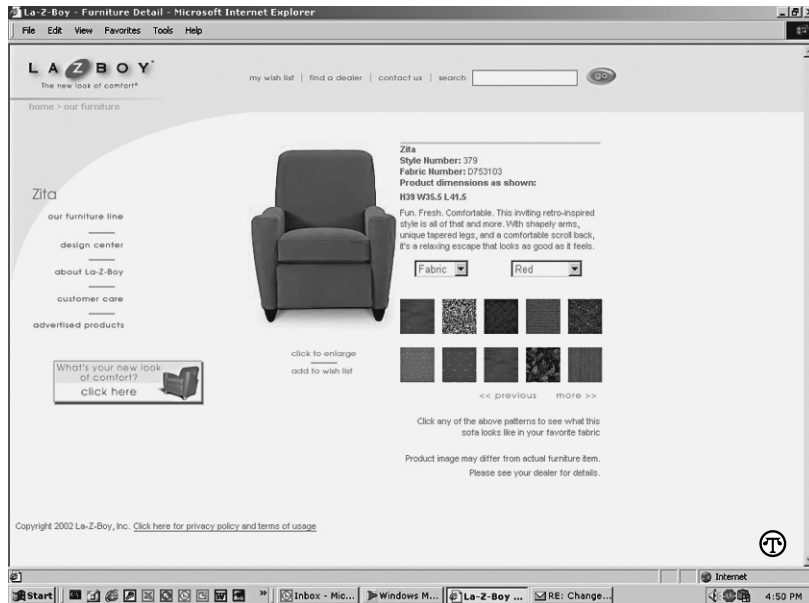 La-Z-Boy - Furniture Detail - Microsoft Internet Explorer
File Edit View Favorites Tools Help
LAZBOY
The new look of comfort®
my wish list | find a dealer | contact us | search
go
home > our furniture
Zita
our furniture line
design center
about La-Z-Boy
customer care
advertised products
What's your new look
of comfort?
click here
click to enlarge
add to wish list
Zita
Style Number: 379
Fabric Number: D753103
Product dimensions as shown:
H39 W35.5 L41.5
Fun. Fresh. Comfortable. This inviting retro-inspired
style is all of that and more. With shapely arms,
unique tapered legs, and a comfortable scroll back,
it's a relaxing escape that looks as good as it feels.
Fabric Red
<< previous more >>
Click any of the above patterns to see what this
sofa looks like in your favorite fabric
Product image may differ from actual furniture item.
Please see your dealer for details.
Copyright 2002 La-Z-Boy, Inc. Click here for privacy policy and terms of usage
Internet
Start » Inbox - Mic... Windows M... La-Z-Boy ... RE: Change... 4:50 PM